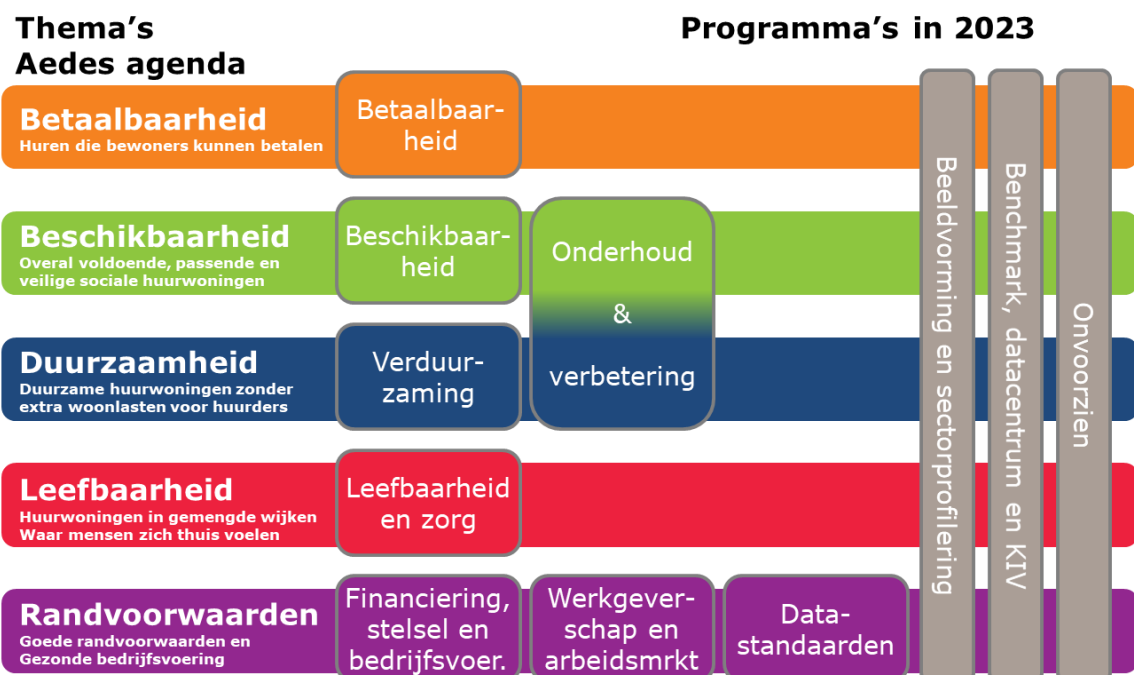 Thema's
Aedes agenda
Programma's in 2023
Betaalbaarheid
Huren die bewoners kunnen betalen
Betaalbaar-
heid
Beschikbaarheid
Overal voldoende, passende en
veilige sociale huurwoningen
Beschikbaar-
heid
Onderhoud
&
verbetering
Duurzaamheid
Duurzame huurwoningen zonder
extra woonlasten voor huurders
Verduur-
zaming
Leefbaarheid
Huurwoningen in gemengde wijken
Waar mensen zich thuis voelen
Leefbaarheid
en zorg
Randvoorwaarden
Goede randvoorwaarden en
Gezonde bedrijfsvoering
Financiering,
stelsel en
bedrijfsvoer.
Werkgever-
schap en
arbeidsmrkt
Data-
standaarden
Beeldvorming en sectorprofilering
Benchmark, datacentrum en KIV
Onvoorzien